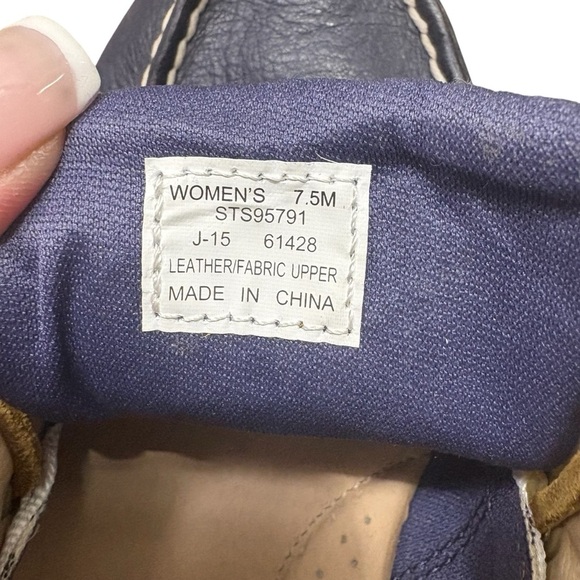 WOMEN'S 7.5M
STS95791
J-15 61428
LEATHER/FABRIC UPPER
MADE IN CHINA